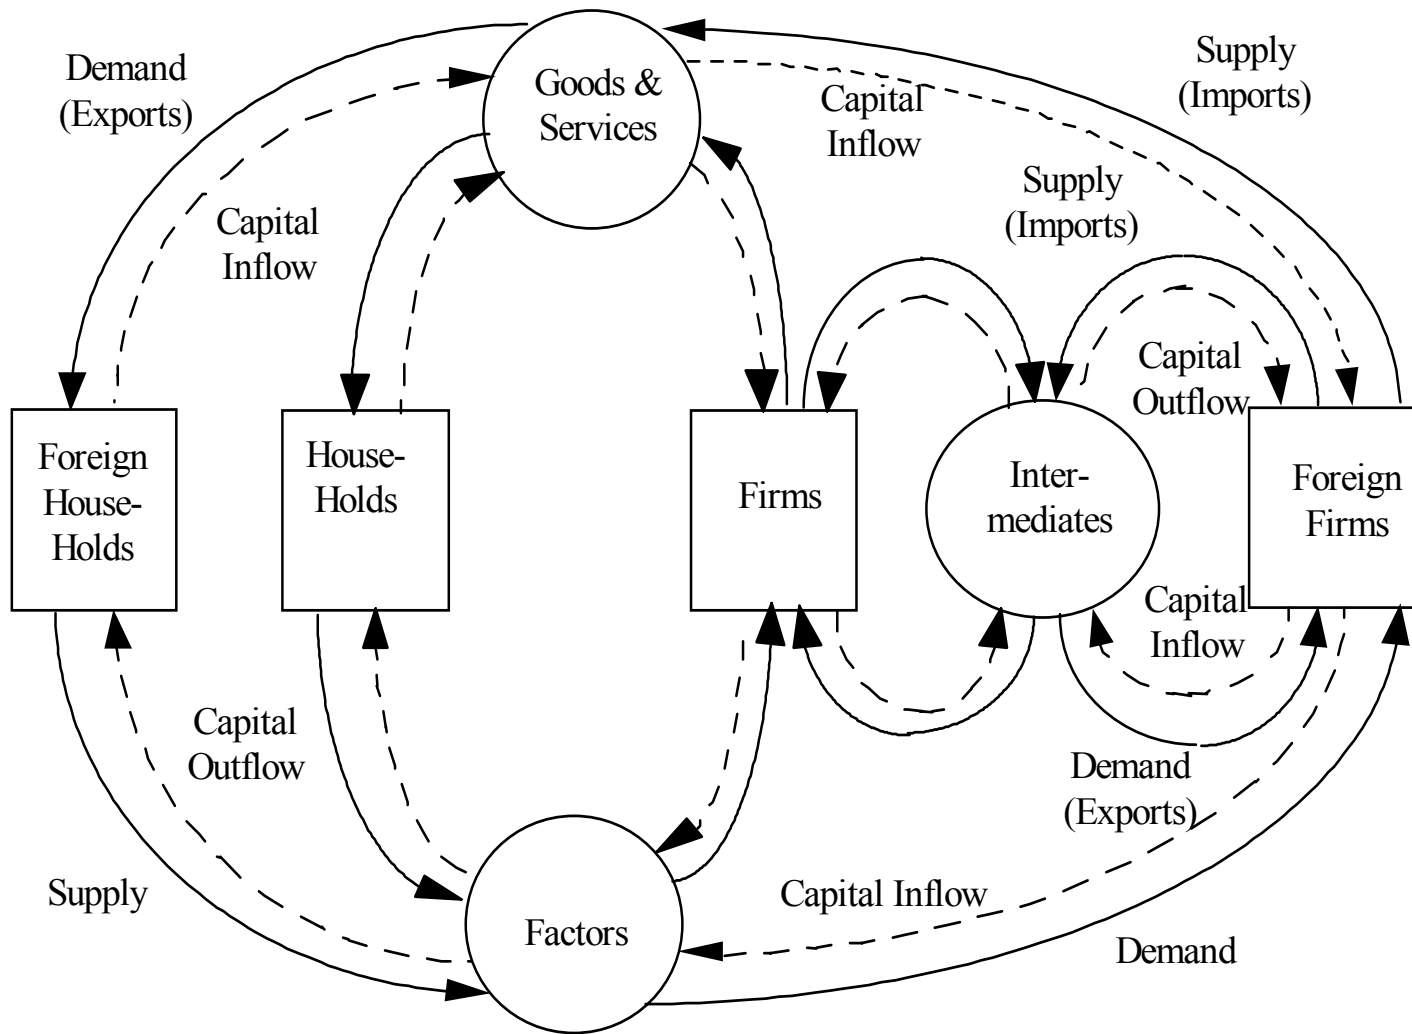 Demand
(Exports)
Goods &
Services
Capital
Inflow
Supply
(Imports)
Supply
(Imports)
Capital
Inflow
Capital
Outflow
Foreign
House-
Holds
House-
Holds
Firms
Inter-
mediates
Foreign
Firms
Capital
Inflow
Capital
Outflow
Demand
(Exports)
Supply
Factors
Capital Inflow
Demand